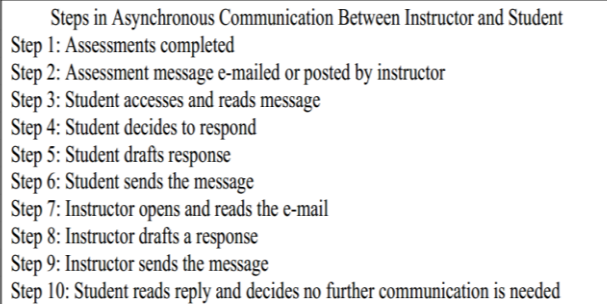 Steps in Asynchronous Communication Between Instructor and Student
Step 1: Assessments completed
Step 2: Assessment message e-mailed or posted by instructor
Step 3: Student accesses and reads message
Step 4: Student decides to respond
Step 5: Student drafts response
Step 6: Student sends the message
Step 7: Instructor opens and reads the e-mail
Step 8: Instructor drafts a response
Step 9: Instructor sends the message
Step 10: Student reads reply and decides no further communication is needed